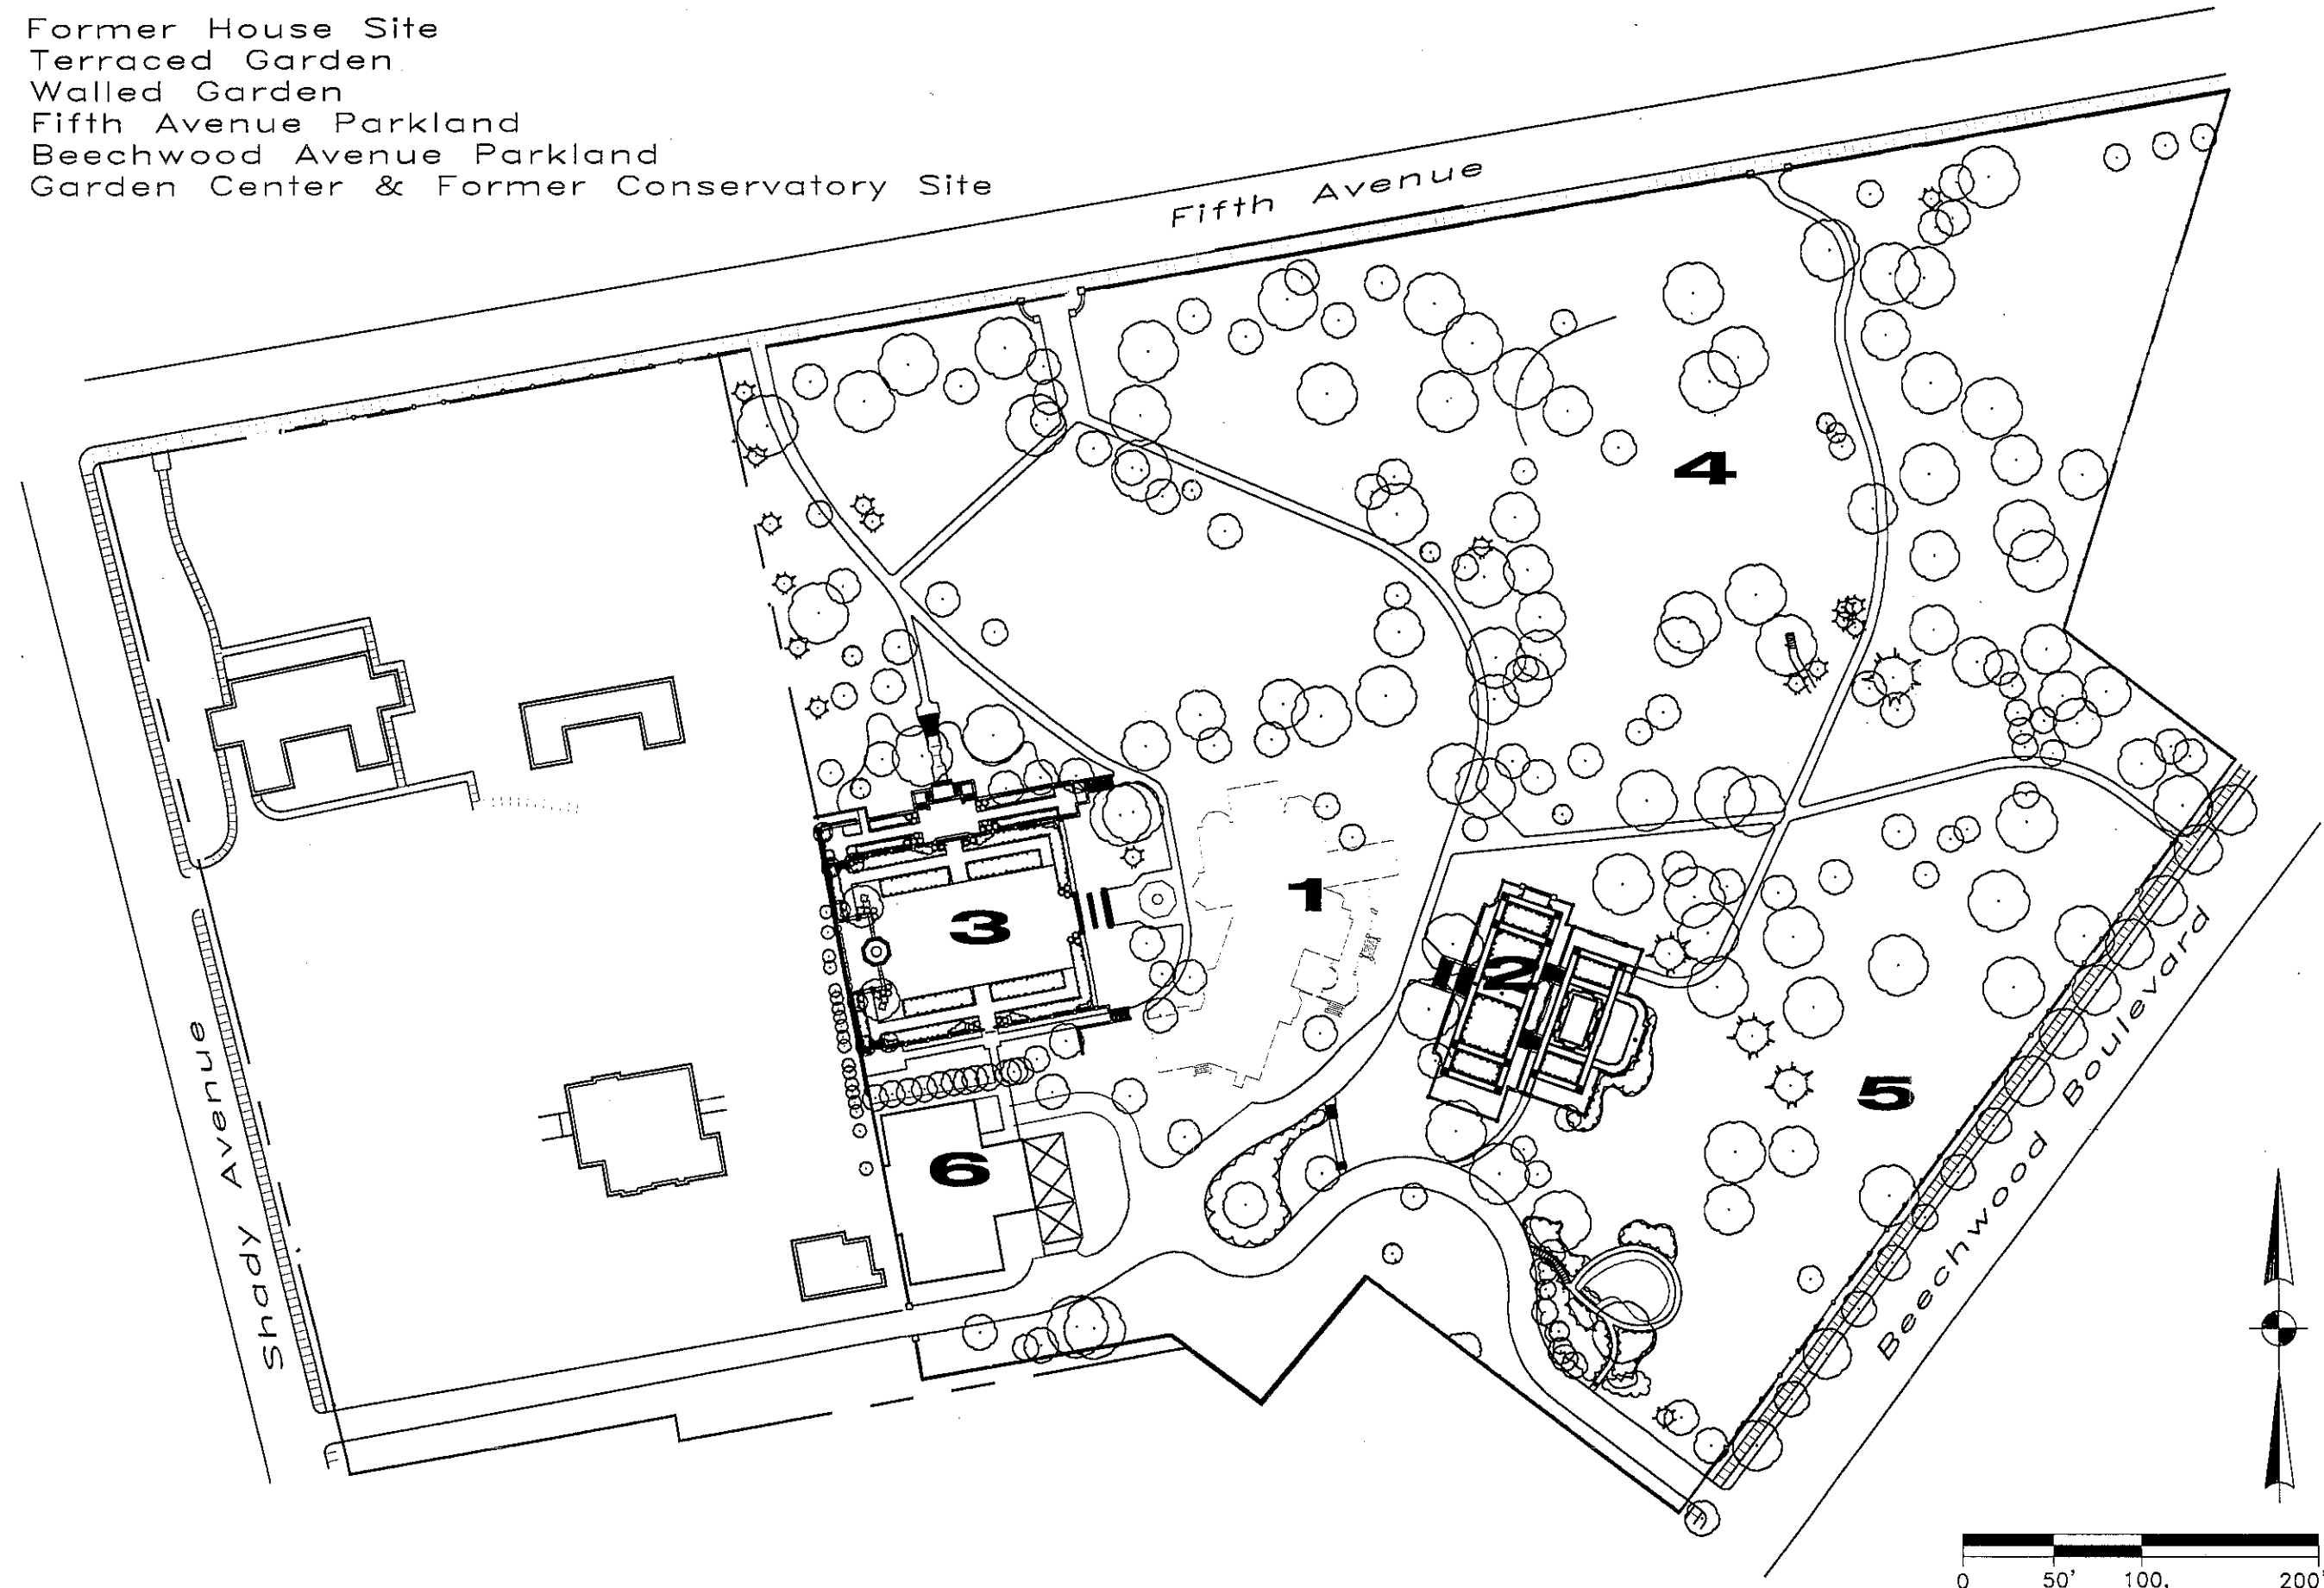 Former House Site
Terraced Garden
Walled Garden
Fifth Avenue Parkland
Beechwood Avenue Parkland
Garden Center & Former Conservatory Site
Fifth Avenue
4
1
3
2
5
6
Shady Avenue
Beechwood Boulevard
0 50' 100. 200'